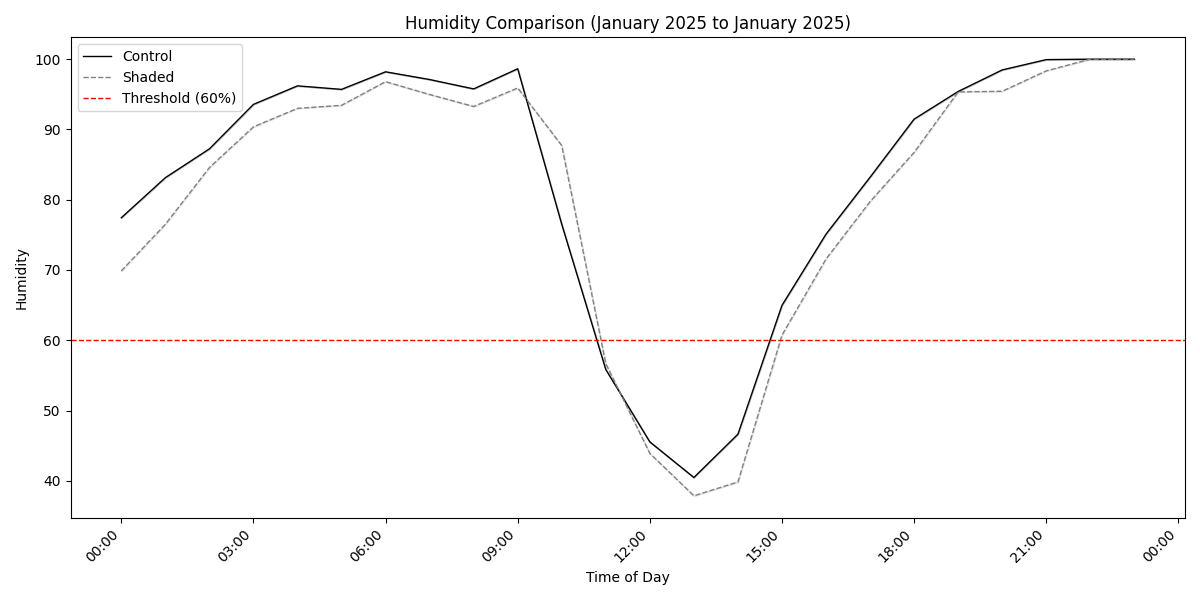 Humidity Comparison (January 2025 to January 2025)
Control
Shaded
Threshold (60%)
Humidity
100
90
80
70
60
50
40
00:00
03:00
06:00
09:00
12:00
15:00
18:00
21:00
00:00
Time of Day